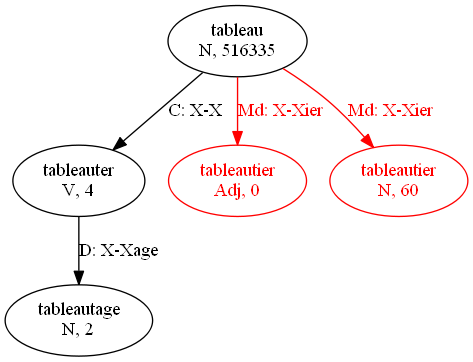 tableau
N, 516335
C: X-X
Md: X-Xier
Md: X-Xier
tableauter
V, 4
tableautier
Adj, 0
tableautier
N, 60
D: X-Xage
tableautage
N, 2